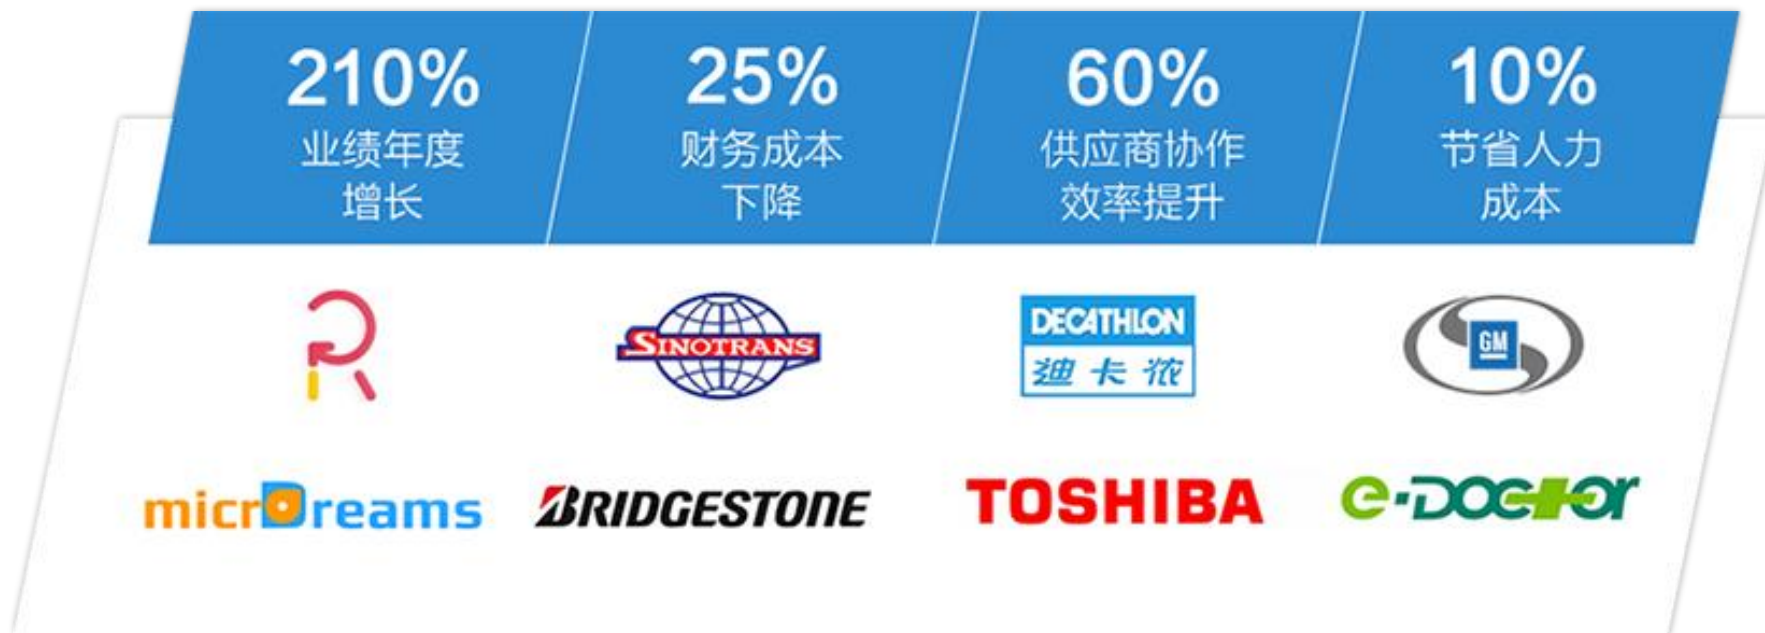 210%
业绩年度
增长
25%
财务成本
下降
60%
供应商协作
效率提升
10%
节省人力
成本
SINOTRANS
DECATHLON
迪卡侬
GM
micrDreams
BRIDGESTONE
TOSHIBA
e·Doctor